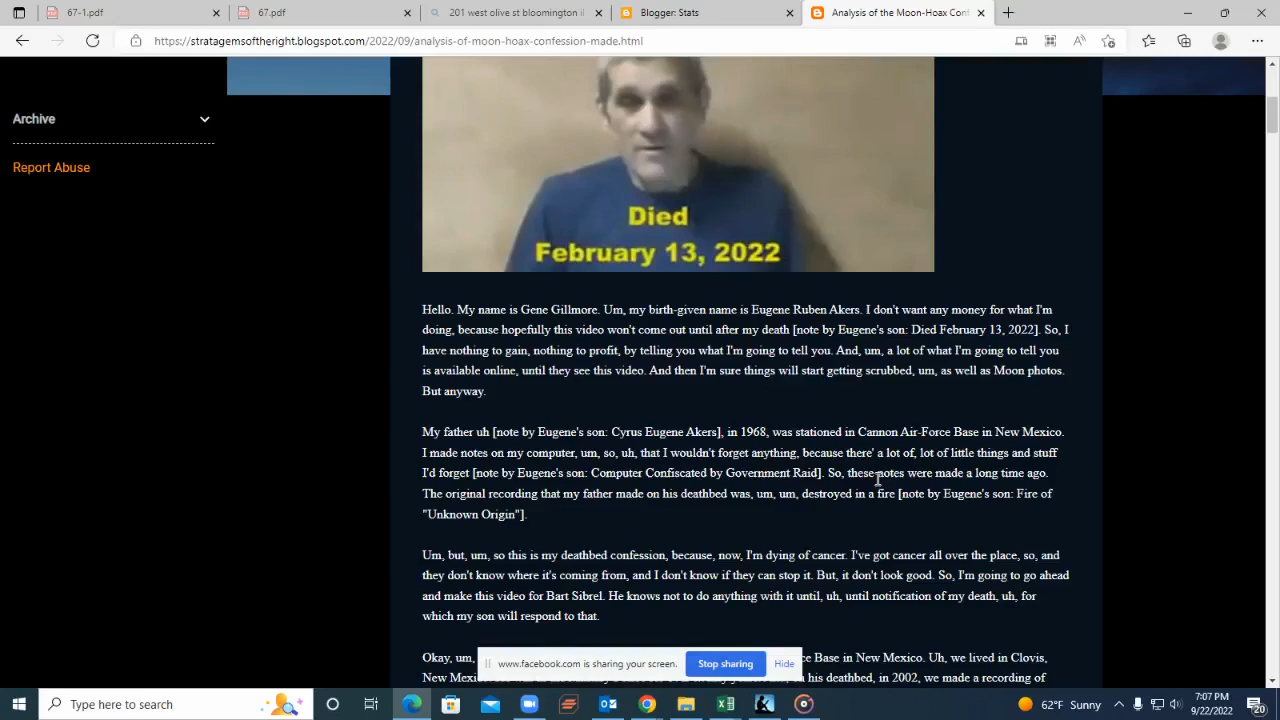 67-1.pdf
67.pdf
201 west olive st bloomington il
Blogger: Stats
Analysis of the Moon-Hoax Conf
https://stratagemsoftheright.blogspot.com/2022/09/analysis-of-moon-hoax-confession-made.html
Archive
Report Abuse
Died
February 13, 2022
Hello. My name is Gene Gillmore. Um, my birth-given name is Eugene Ruben Akers. I don't want any money for what I'm
doing, because hopefully this video won't come out until after my death [note by Eugene's son: Died February 13, 2022]. So, I
have nothing to gain, nothing to profit, by telling you what I'm going to tell you. And, um, a lot of what I'm going to tell you
is available online, until they see this video. And then I'm sure things will start getting scrubbed, um, as well as Moon photos.
But anyway.
My father uh [note by Eugene's son: Cyrus Eugene Akers], in 1968, was stationed in Cannon Air-Force Base in New Mexico.
I made notes on my computer, um, so, uh, that I wouldn't forget anything, because there' a lot of, lot of little things and stuff
I'd forget [note by Eugene's son: Computer Confiscated by Government Raid]. So, these notes were made a long time ago.
The original recording that my father made on his deathbed was, um, um, destroyed in a fire [note by Eugene's son: Fire of
"Unknown Origin"].
Um, but, um, so this is my deathbed confession, because, now, I'm dying of cancer. I've got cancer all over the place, so, and
they don't know where it's coming from, and I don't know if they can stop it. But, it don't look good. So, I'm going to go ahead
and make this video for Bart Sibrel. He knows not to do anything with it until, uh, until notification of my death, uh, for
which my son will respond to that.
Okay, um, ce Base in New Mexico. Uh, we lived in Clovis,
New Mex his deathbed, in 2002, we made a recording of
www.facebook.com is sharing your screen.
Stop sharing
Hide
Type here to search
62°F Sunny
7:07 PM
9/22/2022
20